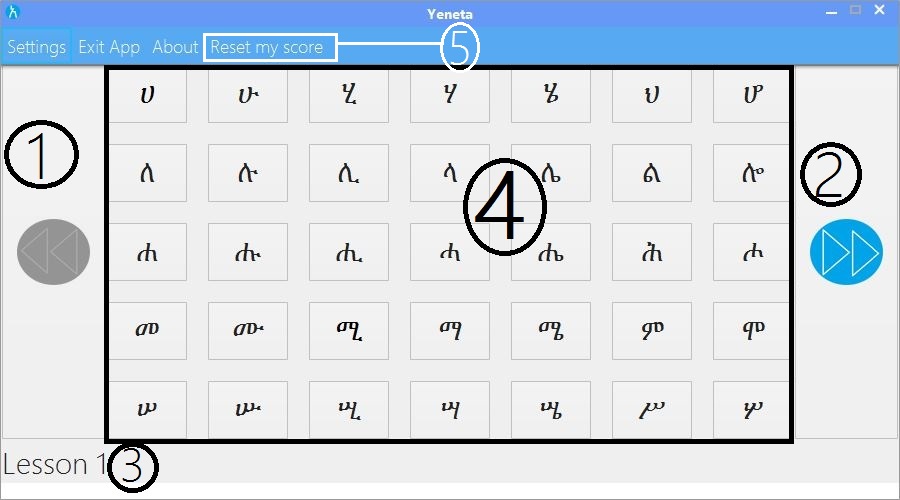 Yeneta
Settings Exit App About Reset my score 5
ሀ ሁ ሂ ሃ ሄ ህ ሆ
1
ለ ሉ ሊ ላ ሌ ል ሎ
4
2
ሐ ሑ ሒ ሓ ሔ ሕ ሖ
መ ሙ ሚ ማ ሜ ም ሞ
ሠ ሡ ሢ ሣ ሤ ሥ ሦ
Lesson 1 3